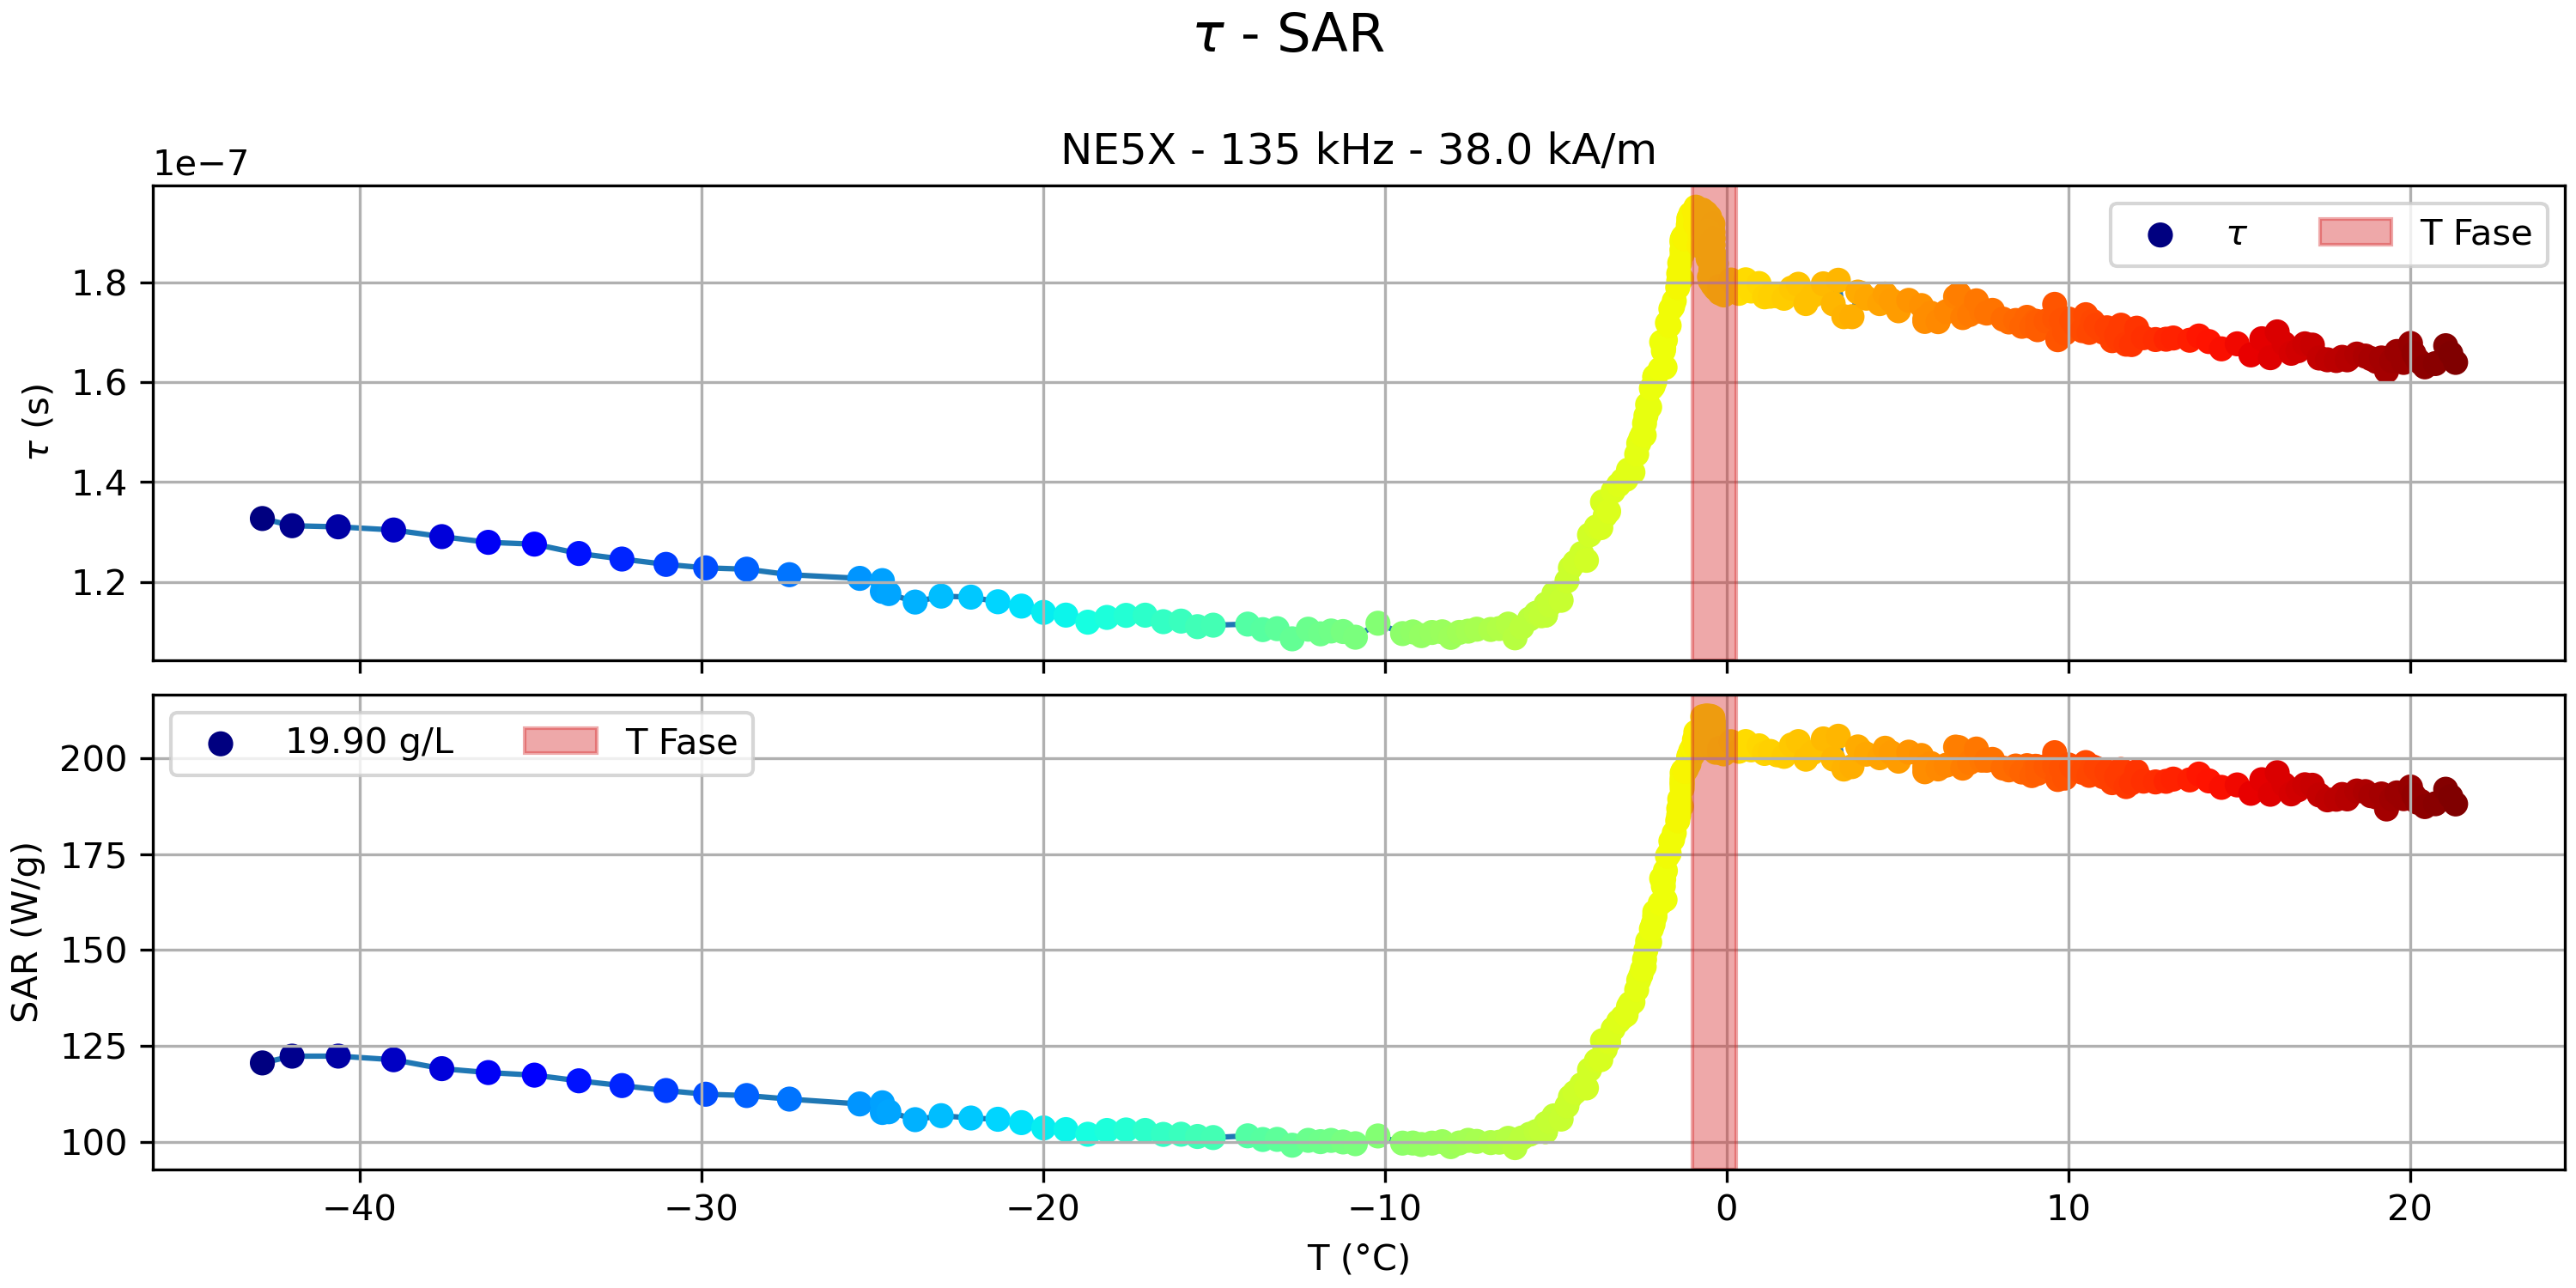 τ - SAR
NE5X - 135 kHz - 38.0 kA/m
1e−7
τ T Fase
1.8
1.6
1.4
1.2
τ (s)
19.90 g/L T Fase
200
175
150
125
100
SAR (W/g)
−40 −30 −20 −10 0 10 20
T (°C)